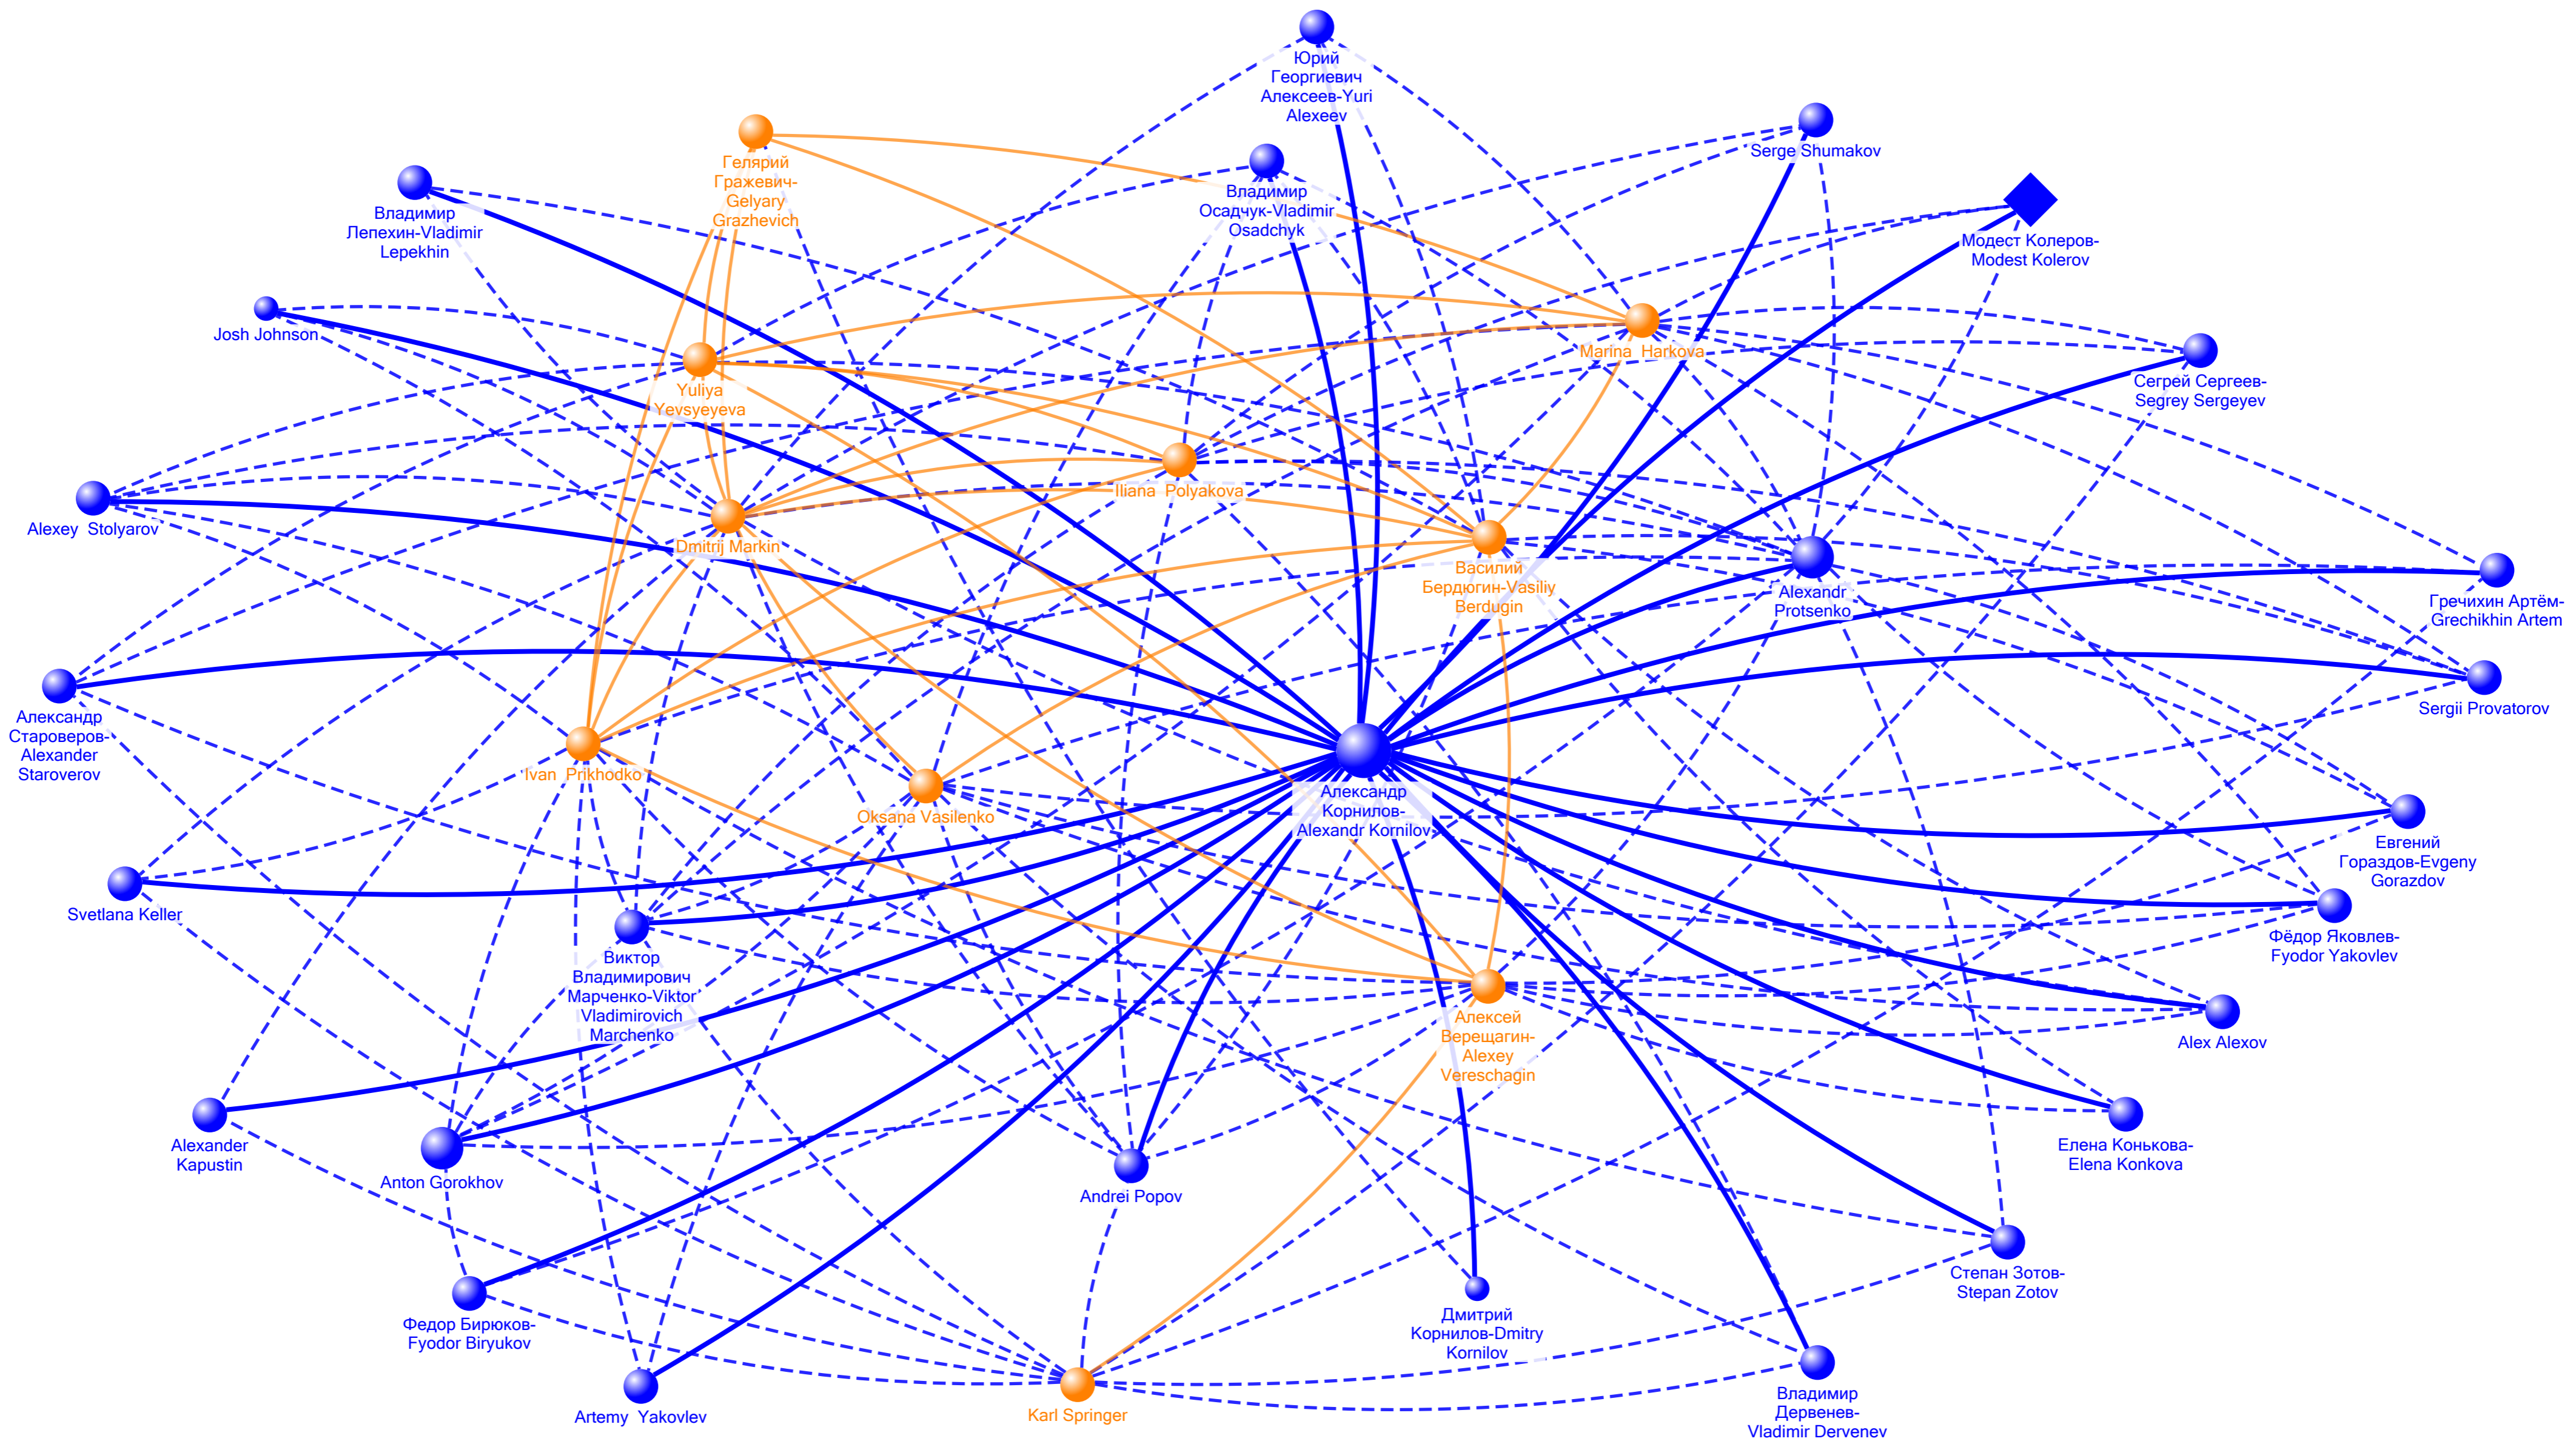 Юрий
Георгиевич
Алексеев-Yuri
Alexeev
Serge Shumakov
Гелярий
Гражевич-
Gelyary
Grazhevich
Владимир
Осадчук-Vladimir
Osadchyk
Владимир
Лепехин-Vladimir
Lepekhin
Модест Колеров-
Modest Kolerov
Josh Johnson
Marina Harkova
Yuliya
Yevsyeyeva
Сегрей Сергеев-
Segrey Sergeyev
Iliana Polyakova
Alexey Stolyarov
Dmitrij Markin
Василий
Бердюгин-Vasiliy
Berdugin
Alexandr
Protsenko
Гречихин Артём-
Grechikhin Artem
Sergii Provatorov
Александр
Староверов-
Alexander
Staroverov
Ivan Prikhodko
Oksana Vasilenko
Александр
Корнилов-
Alexandr Kornilov
Евгений
Гораздов-Evgeny
Gorazdov
Svetlana Keller
Фёдор Яковлев-
Fyodor Yakovlev
Виктор
Владимирович
Марченко-Viktor
Vladimirovich
Marchenko
Алексей
Верещагин-
Alexey
Vereschagin
Alex Alexov
Alexander
Kapustin
Елена Конькова-
Elena Konkova
Anton Gorokhov
Andrei Popov
Степан Зотов-
Stepan Zotov
Федор Бирюков-
Fyodor Biryukov
Дмитрий
Корнилов-Dmitry
Kornilov
Artemy Yakovlev
Karl Springer
Владимир
Дервенев-
Vladimir Dervenev